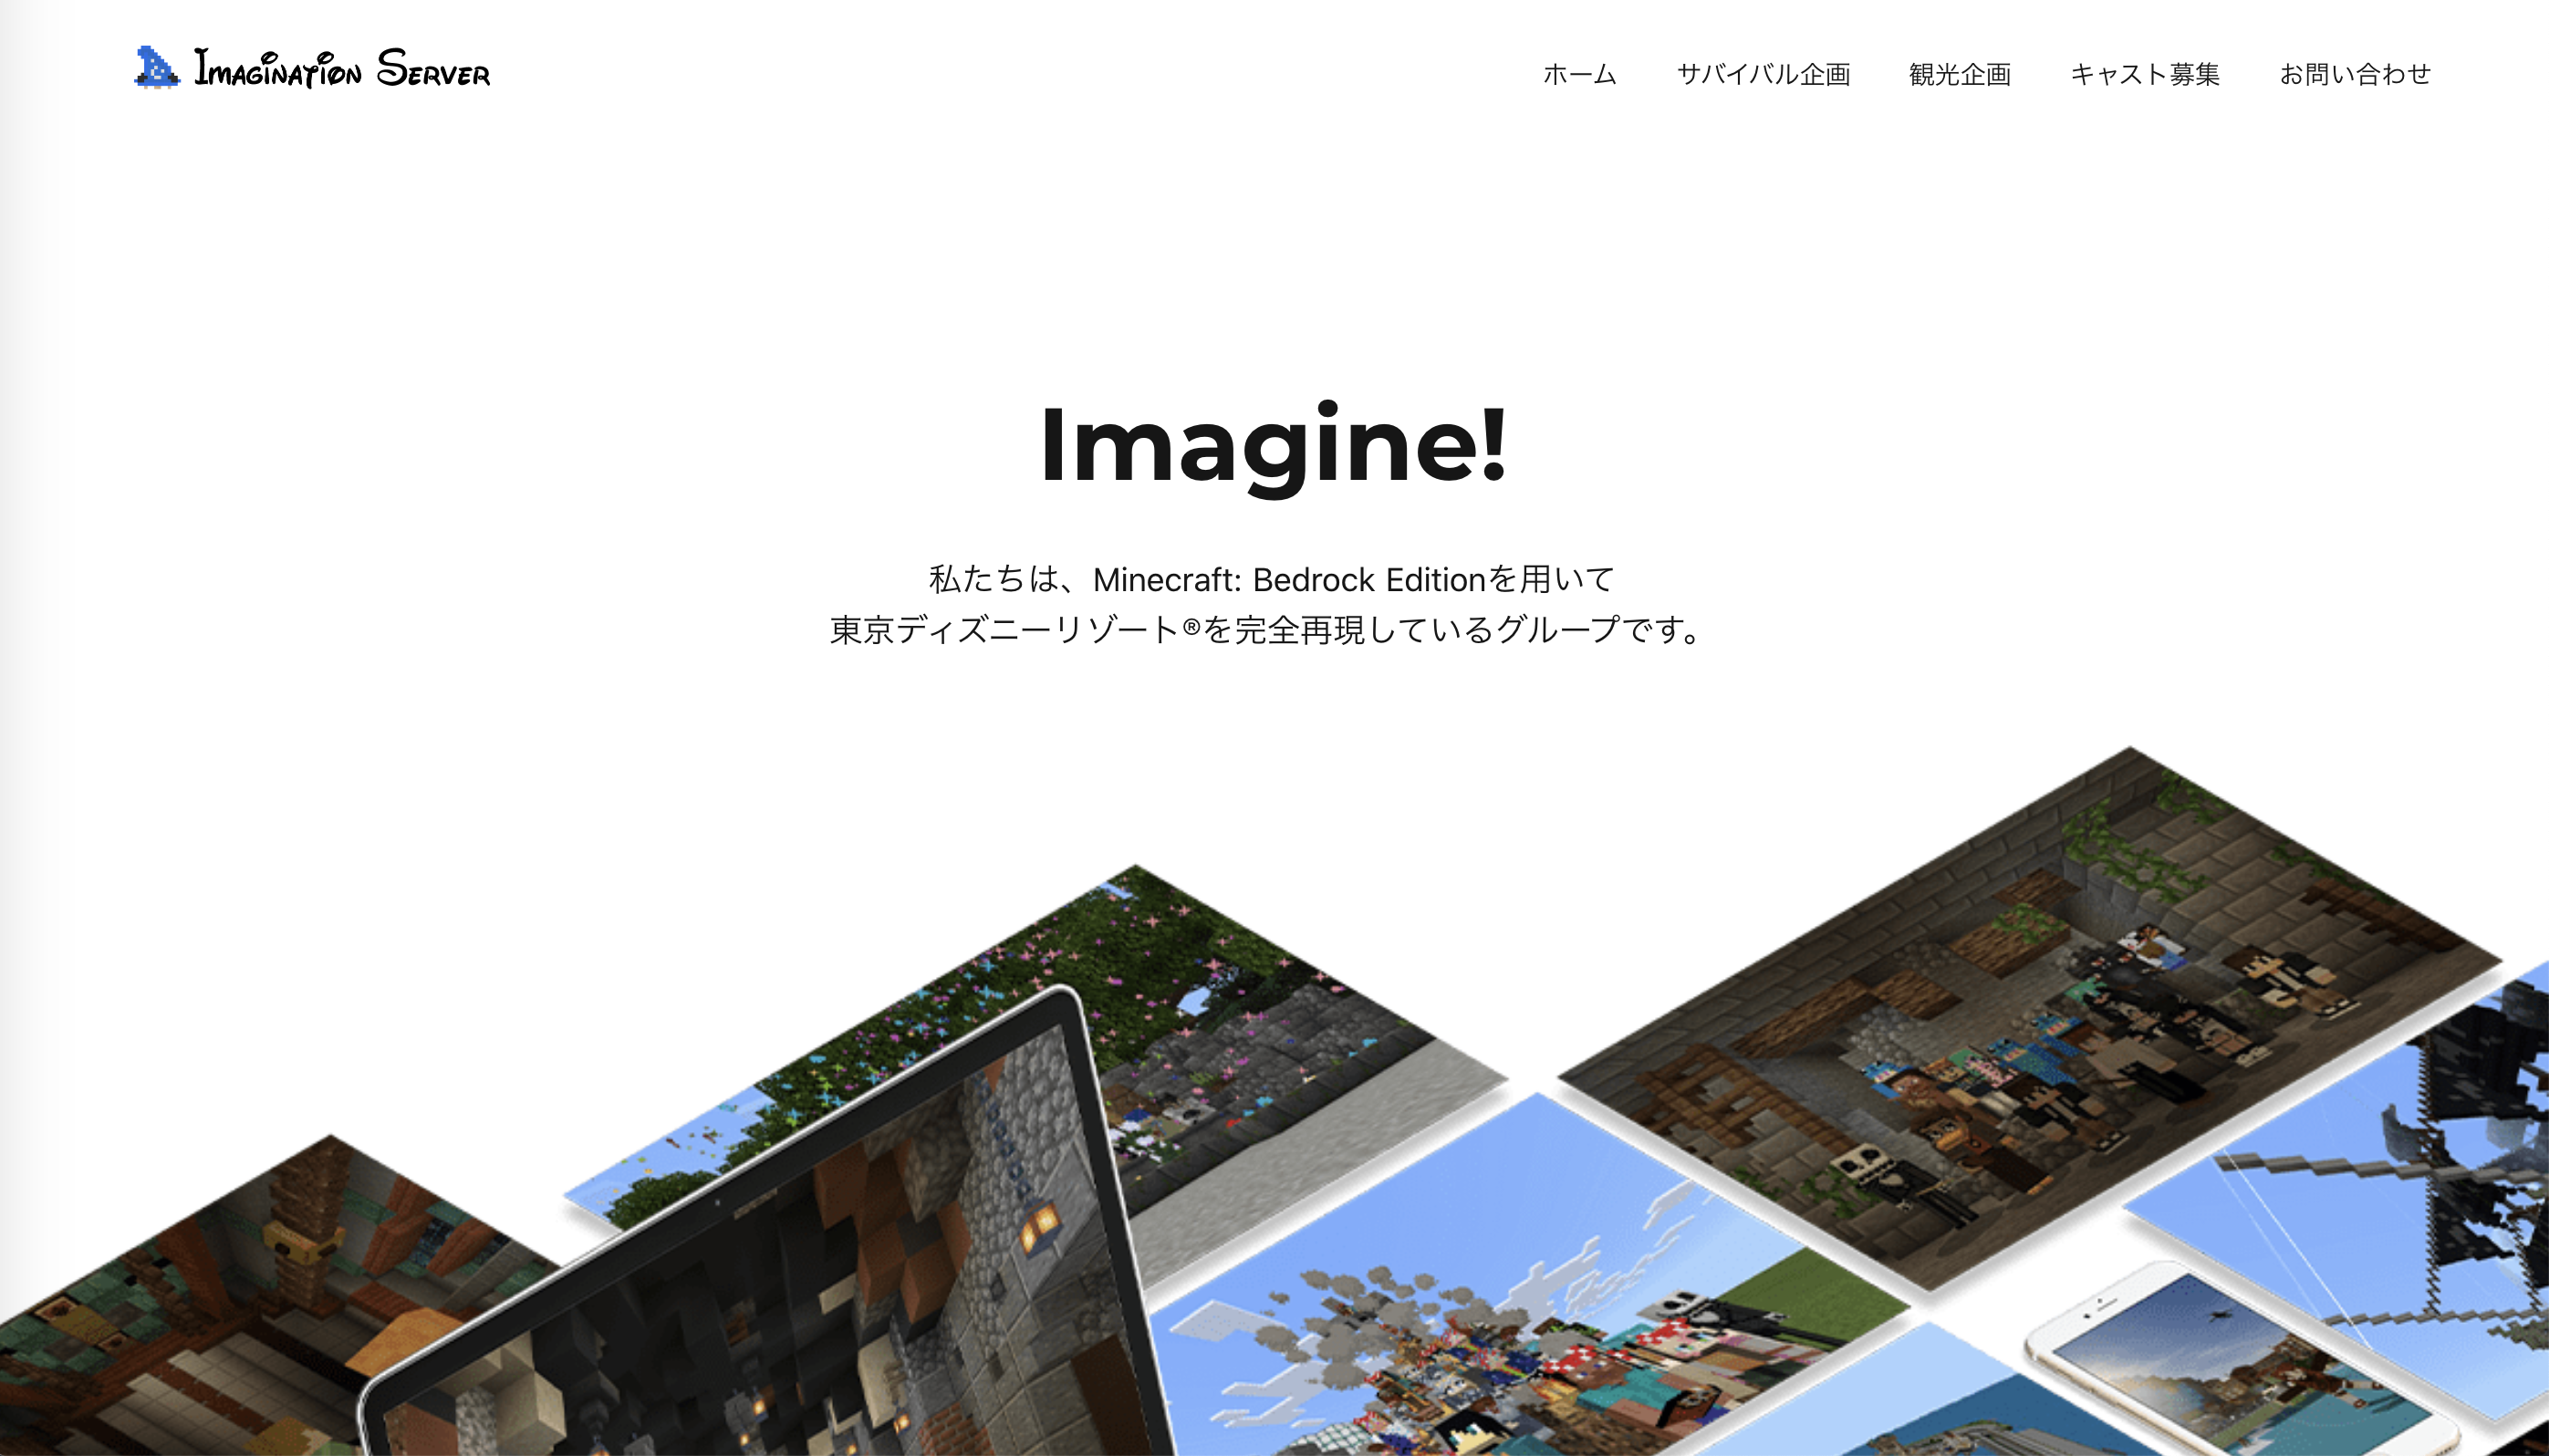 Imagination Server
ホーム サバイバル企画 観光企画 キャスト募集 お問い合わせ
Imagine!
私たちは、Minecraft: Bedrock Editionを用いて
東京ディズニーリゾート®を完全再現しているグループです。